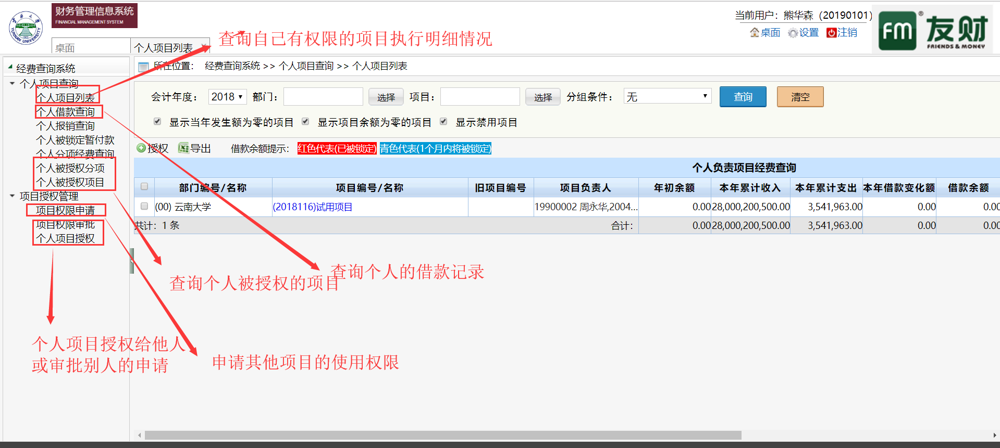 财务管理信息系统
FINANCIAL MANAGEMENT SYSTEM
YUNNAN UNIVERSITY
桌面
个人项目列表
当前用户：熊华森（20190101）
桌面 设置 注销
fm® 友财
FRIENDS & MONEY
查询自己有权限的项目执行明细情况
经费查询系统
个人项目查询
个人项目列表
个人借款查询
个人报销查询
个人被锁定暂付款
个人分项经费查询
个人被授权分项
个人被授权项目
项目授权管理
项目权限申请
项目权限审批
个人项目授权
所在位置： 经费查询系统 >> 个人项目查询 >> 个人项目列表
会计年度： 2018 部门： 选择 项目： 选择 分组条件： 无 查询 清空
显示当年发生额为零的项目 显示项目余额为零的项目 显示禁用项目
授权 导出 借款余额提示： 红色代表(已被锁定) 青色代表(1个月内将被锁定)
个人负责项目经费查询
部门编号/名称 项目编号/名称 旧项目编号 项目负责人 年初余额 本年累计收入 本年累计支出 本年借款变化额 借款余额
(00) 云南大学 (2018116)试用项目 19900002 周永华,2004... 0.00 28,000,200,500.00 3,541,963.00 0.00 0.00
共计：1 条 合计： 0.00 28,000,200,500.00 3,541,963.00 0.00 0.00
查询个人的借款记录
查询个人被授权的项目
个人项目授权给他人
或审批别人的申请
申请其他项目的使用权限